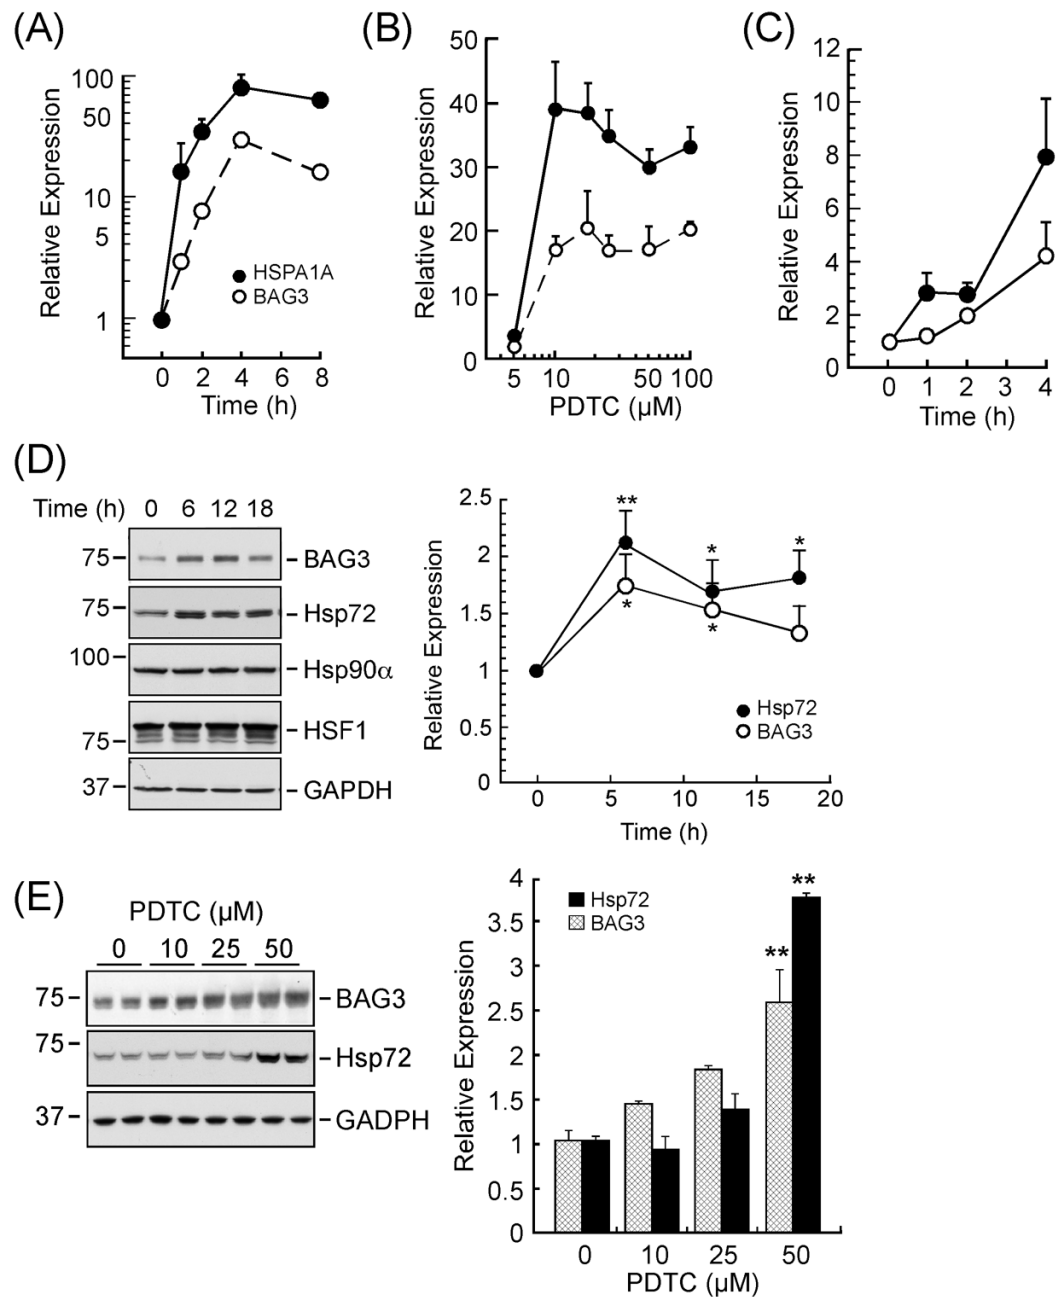 (A)
Relative Expression
100
50
10
5
1
HSPA1A
BAG3
0 2 4 6 8
Time (h)
(B)
Relative Expression
50
40
30
20
10
0
5 10 50 100
PDTC (µM)
(C)
Relative Expression
12
10
8
6
4
2
0
0 1 2 3 4
Time (h)
(D)
Time (h) 0 6 12 18
75 BAG3
75 Hsp72
100 Hsp90α
HSF1
75
37 GAPDH
Relative Expression
2.5
2
1.5
1
0.5
0
** * *
* *
Hsp72
BAG3
0 5 10 15 20
Time (h)
(E)
PDTC (µM)
0 10 25 50
75 BAG3
75
Hsp72
37 GADPH
Relative Expression
4
3.5
3
2.5
2
1.5
1
0.5
0
Hsp72
BAG3
**
**
0 10 25 50
PDTC (µM)